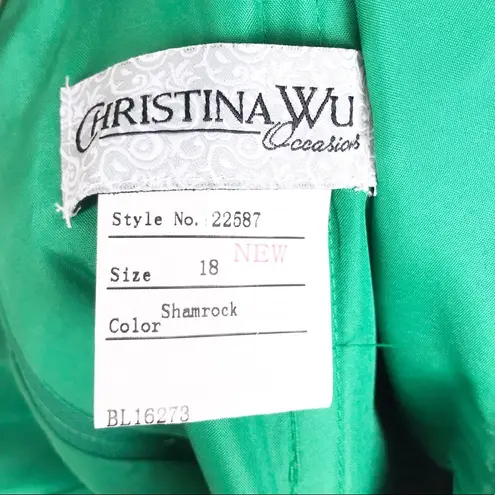 CHRISTINA WU
Occasions
Style No. 22587
NEW
Size 18
Shamrock
Color
BL16273